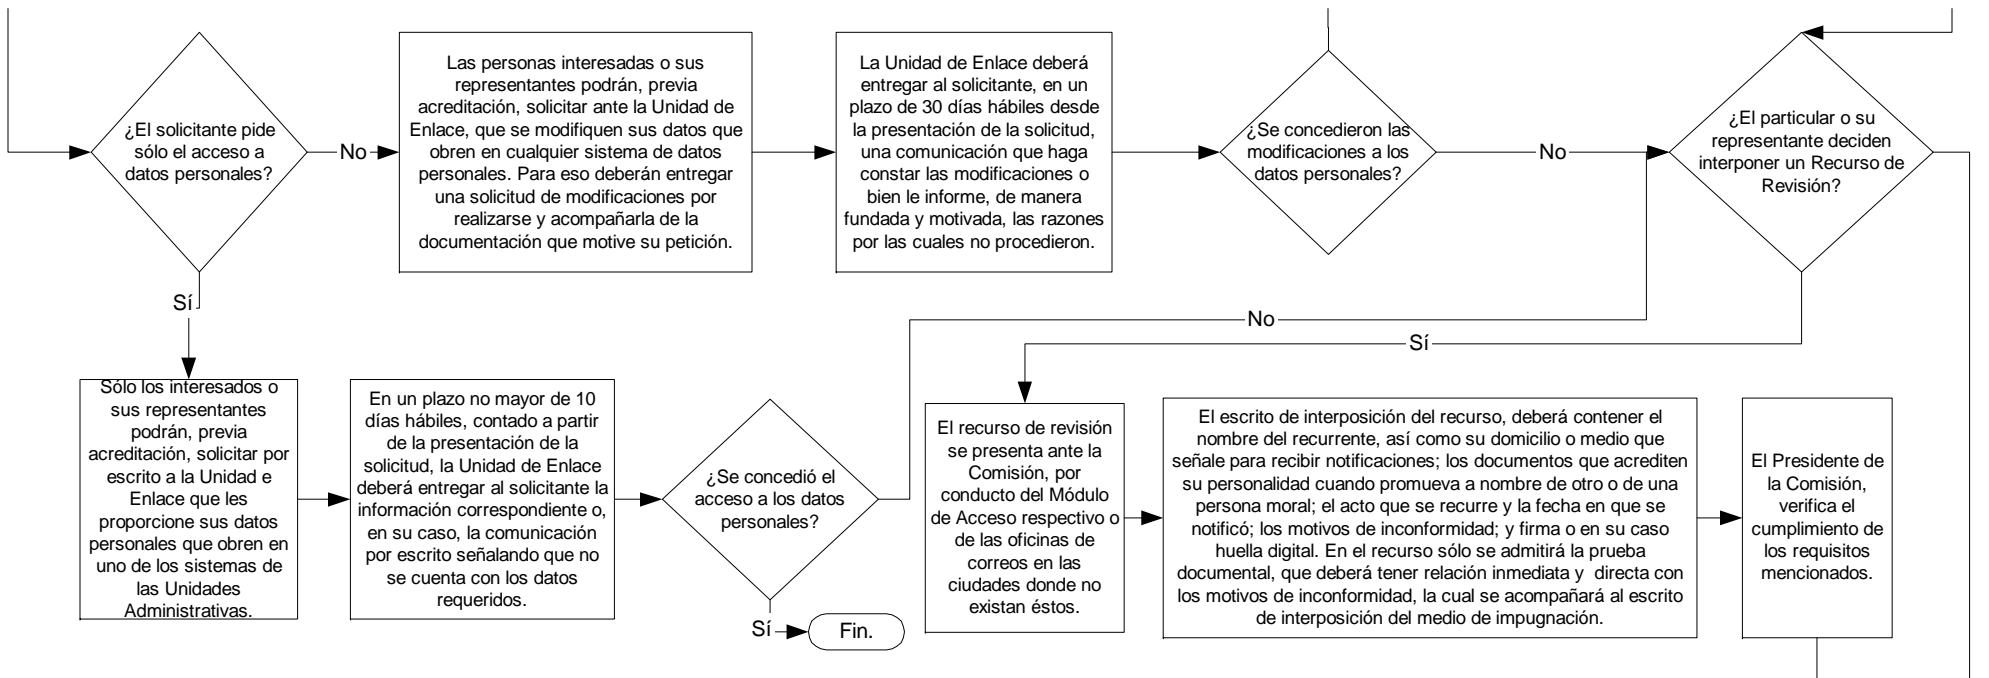 ¿El solicitante pide
sólo el acceso a
datos personales?
No
Las personas interesadas o sus
representantes podrán, previa
acreditación, solicitar ante la Unidad de
Enlace, que se modifiquen sus datos que
obren en cualquier sistema de datos
personales. Para eso deberán entregar
una solicitud de modificaciones por
realizarse y acompañarla de la
documentación que motive su petición.
La Unidad de Enlace deberá
entregar al solicitante, en un
plazo de 30 días hábiles desde
la presentación de la solicitud,
una comunicación que haga
constar las modificaciones o
bien le informe, de manera
fundada y motivada, las razones
por las cuales no procedieron.
¿Se concedieron las
modificaciones a los
datos personales?
No
¿El particular o su
representante deciden
interponer un Recurso de
Revisión?
Sí
No
Sí
Sólo los interesados o
sus representantes
podrán, previa
acreditación, solicitar por
escrito a la Unidad e
Enlace que les
proporcione sus datos
personales que obren en
uno de los sistemas de
las Unidades
Administrativas.
En un plazo no mayor de 10
días hábiles, contado a partir
de la presentación de la
solicitud, la Unidad de Enlace
deberá entregar al solicitante la
información correspondiente o,
en su caso, la comunicación
por escrito señalando que no
se cuenta con los datos
requeridos.
¿Se concedió el
acceso a los datos
personales?
Sí
Fin.
El recurso de revisión
se presenta ante la
Comisión, por
conducto del Módulo
de Acceso respectivo o
de las oficinas de
correos en las
ciudades donde no
existan éstos.
El escrito de interposición del recurso, deberá contener el
nombre del recurrente, así como su domicilio o medio que
señale para recibir notificaciones; los documentos que acrediten
su personalidad cuando promueva a nombre de otro o de una
persona moral; el acto que se recurre y la fecha en que se
notificó; los motivos de inconformidad; y firma o en su caso
huella digital. En el recurso sólo se admitirá la prueba
documental, que deberá tener relación inmediata y  directa con
los motivos de inconformidad, la cual se acompañará al escrito
de interposición del medio de impugnación.
El Presidente de
la Comisión,
verifica el
cumplimiento de
los requisitos
mencionados.